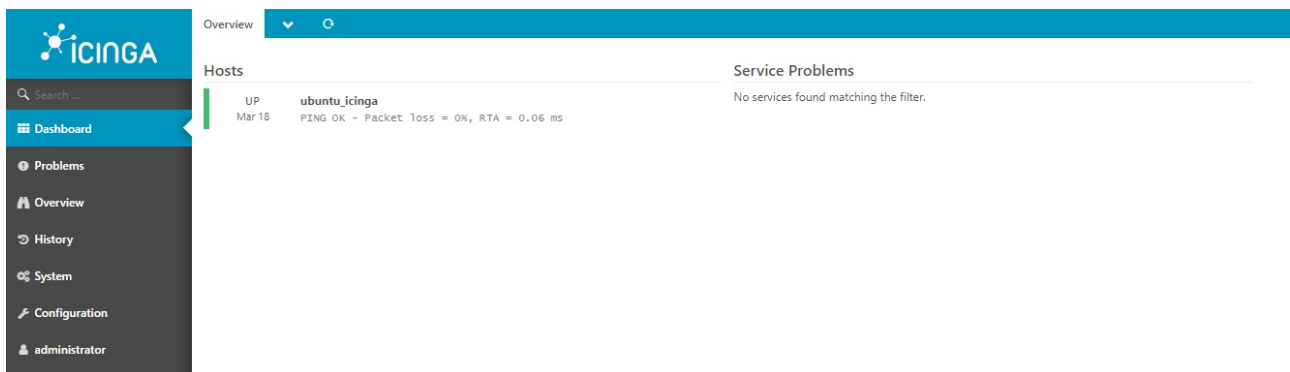 ICINGA
Search ...
Dashboard
Problems
Overview
History
System
Configuration
administrator
Overview
Hosts
UP ubuntu_icinga
Mar 18 PING OK - Packet loss = 0%, RTA = 0.06 ms
Service Problems
No services found matching the filter.